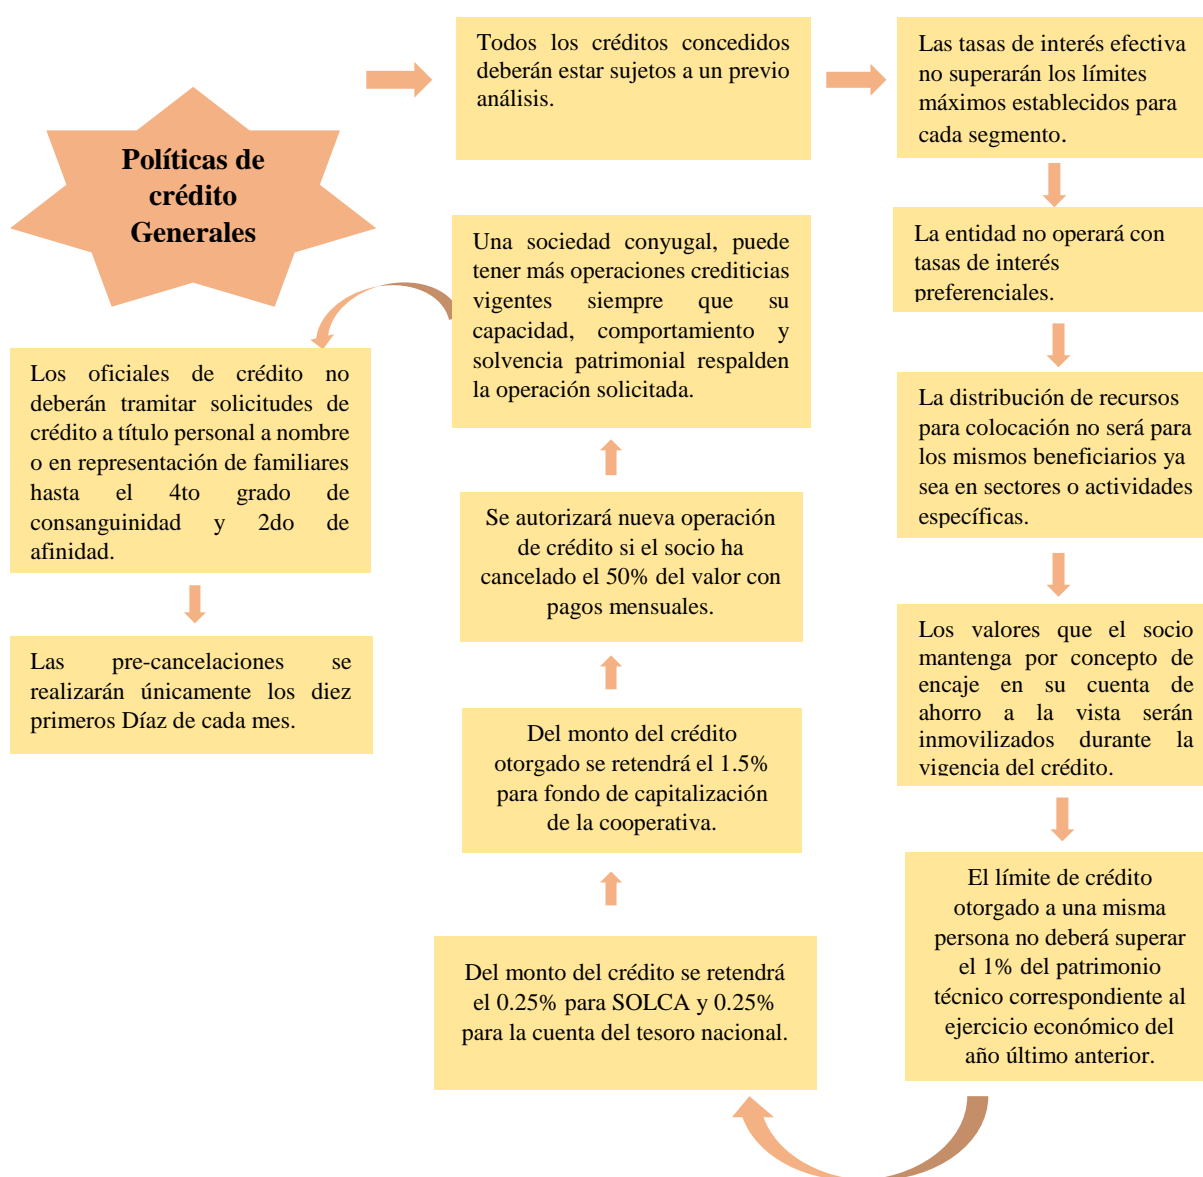 Políticas de
crédito
Generales
Todos los créditos concedidos
deberán estar sujetos a un previo
análisis.
Las tasas de interés efectiva
no superarán los límites
máximos establecidos para
cada segmento.
La entidad no operará con
tasas de interés
preferenciales.
La distribución de recursos
para colocación no será para
los mismos beneficiarios ya
sea en sectores o actividades
específicas.
Los valores que el socio
mantenga por concepto de
encaje en su cuenta de
ahorro a la vista serán
inmovilizados durante la
vigencia del crédito.
El límite de crédito
otorgado a una misma
persona no deberá superar
el 1% del patrimonio
técnico correspondiente al
ejercicio económico del
año último anterior.
Del monto del crédito se retendrá
el 0.25% para SOLCA y 0.25%
para la cuenta del tesoro nacional.
Del monto del crédito
otorgado se retendrá el 1.5%
para fondo de capitalización
de la cooperativa.
Se autorizará nueva operación
de crédito si el socio ha
cancelado el 50% del valor con
pagos mensuales.
Una sociedad conyugal, puede
tener más operaciones crediticias
vigentes siempre que su
capacidad, comportamiento y
solvencia patrimonial respalden
la operación solicitada.
Los oficiales de crédito no
deberán tramitar solicitudes de
crédito a título personal a nombre
o en representación de familiares
hasta el 4to grado de
consanguinidad y 2do de
afinidad.
Las pre-cancelaciones se
realizarán únicamente los diez
primeros Díaz de cada mes.